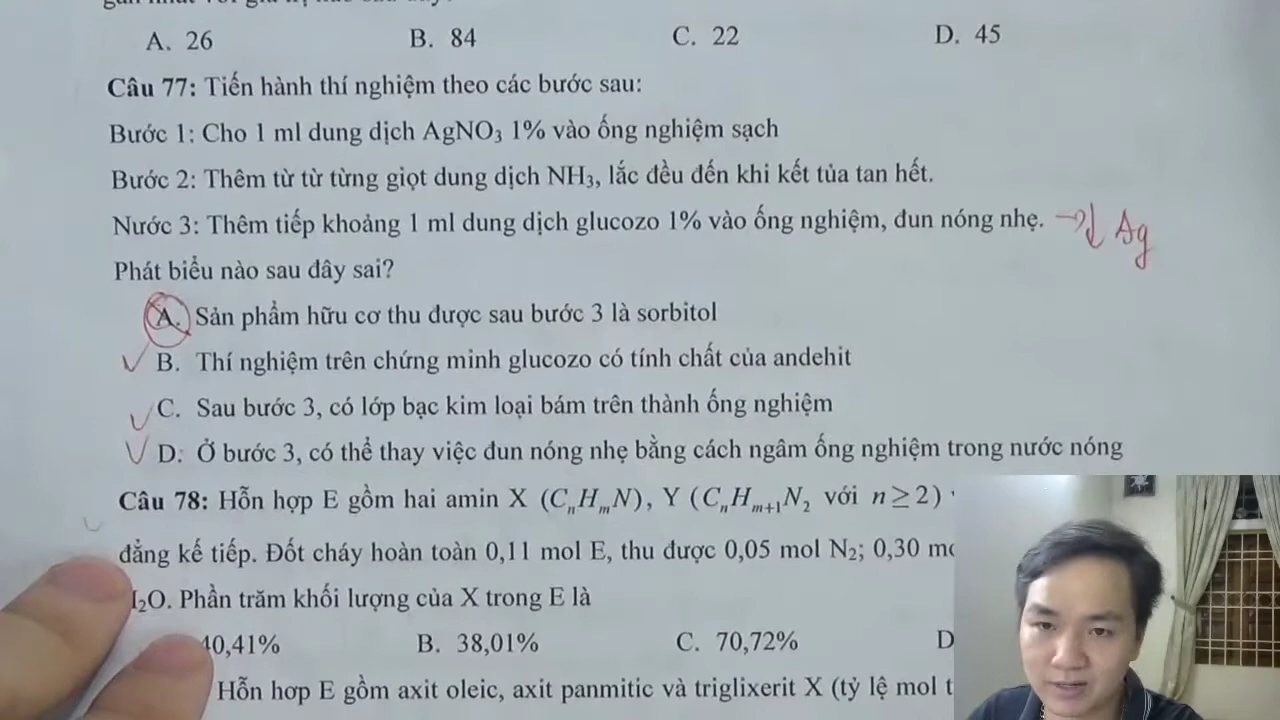 A. 26 B. 84 C. 22 D. 45
Câu 77: Tiến hành thí nghiệm theo các bước sau:
Bước 1: Cho 1 ml dung dịch AgNO₃ 1% vào ống nghiệm sạch
Bước 2: Thêm từ từ từng giọt dung dịch NH₃, lắc đều đến khi kết tủa tan hết.
Nước 3: Thêm tiếp khoảng 1 ml dung dịch glucozo 1% vào ống nghiệm, đun nóng nhẹ. →↓ Ag
Phát biểu nào sau đây sai?
A. Sản phẩm hữu cơ thu được sau bước 3 là sorbitol
B. Thí nghiệm trên chứng minh glucozo có tính chất của andehit
C. Sau bước 3, có lớp bạc kim loại bám trên thành ống nghiệm
D. Ở bước 3, có thể thay việc đun nóng nhẹ bằng cách ngâm ống nghiệm trong nước nóng
Câu 78: Hỗn hợp E gồm hai amin X (CₙHₘN), Y (CₙHₘ₊₁N₂ với n ≥ 2)
đẳng kế tiếp. Đốt cháy hoàn toàn 0,11 mol E, thu được 0,05 mol N₂; 0,30
₂O. Phần trăm khối lượng của X trong E là
40,41% B. 38,01% C. 70,72% D
Hỗn hơp E gồm axit oleic, axit panmitic và triglixerit X (tỷ lệ mol